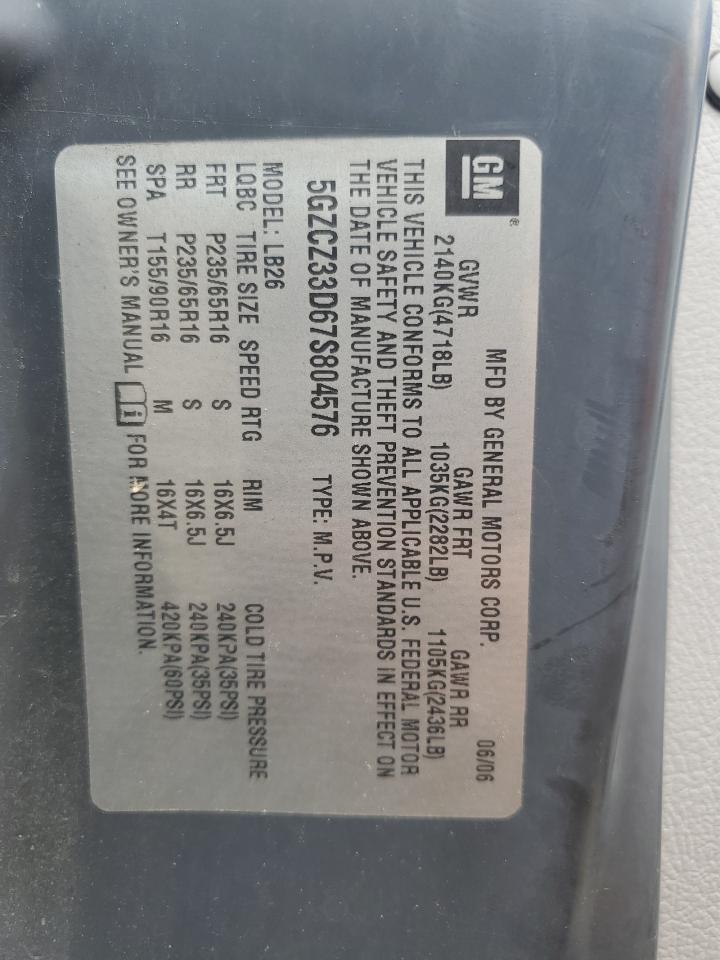 GM®
MFD BY GENERAL MOTORS CORP. 06/06
GVWR GAWR FRT GAWR RR
2140KG(4718LB) 1035KG(2282LB) 1105KG(2436LB)
THIS VEHICLE CONFORMS TO ALL APPLICABLE U.S. FEDERAL MOTOR
VEHICLE SAFETY AND THEFT PREVENTION STANDARDS IN EFFECT ON
THE DATE OF MANUFACTURE SHOWN ABOVE.
5GZCZ33D67S804576 TYPE: M.P.V.
MODEL: LB26
LQBC TIRE SIZE SPEED RTG RIM COLD TIRE PRESSURE
FRT P235/65R16 S 16X6.5J 240KPA(35PSI)
RR P235/65R16 S 16X6.5J 240KPA(35PSI)
SPA T155/90R16 M 16X4T 420KPA(60PSI)
SEE OWNER'S MANUAL i FOR MORE INFORMATION.